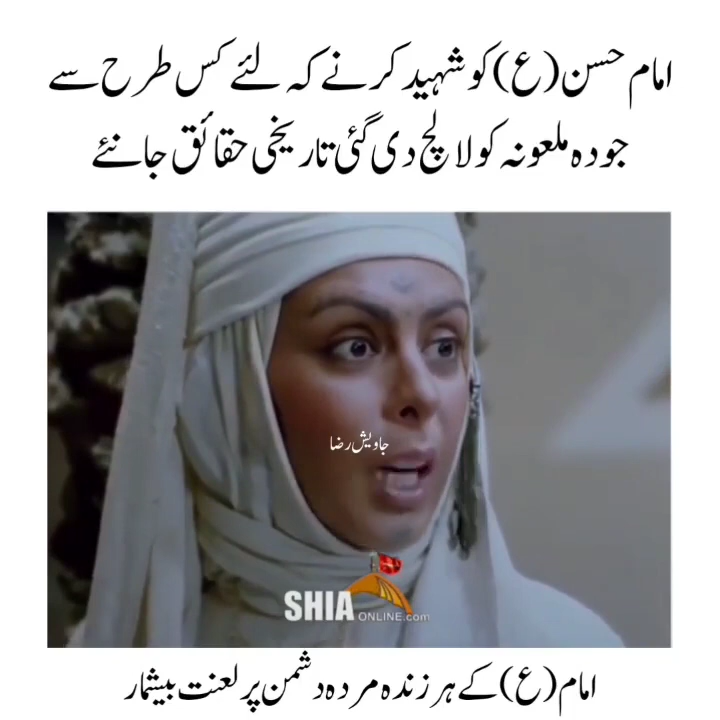 امام حسن (ع) کو شہید کرنے کہ لئے کس طرح سے
جودہ ملعونہ کو لالچ دی گئی تاریخی حقائق جانئے
جاویش رضا
SHIA ONLINE.com
امام (ع) کے ہر زندہ مردہ دشمن پر لعنت بیشمار